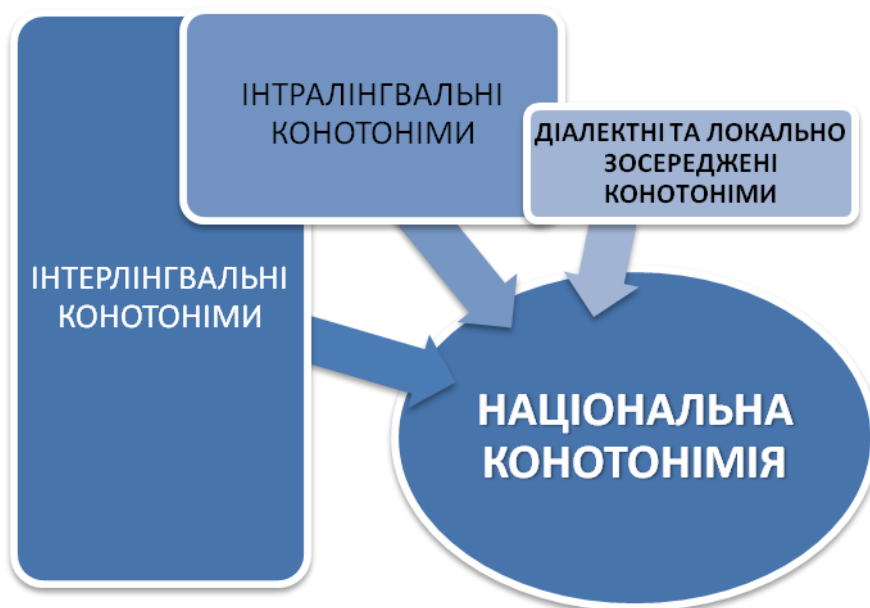 ІНТРАЛІНГВАЛЬНІ
КОНОТОНІМИ
ДІАЛЕКТНІ ТА ЛОКАЛЬНО
ЗОСЕРЕДЖЕНІ
КОНОТОНІМИ
ІНТЕРЛІНГВАЛЬНІ
КОНОТОНІМИ
НАЦІОНАЛЬНА
КОНОТОНІМІЯ